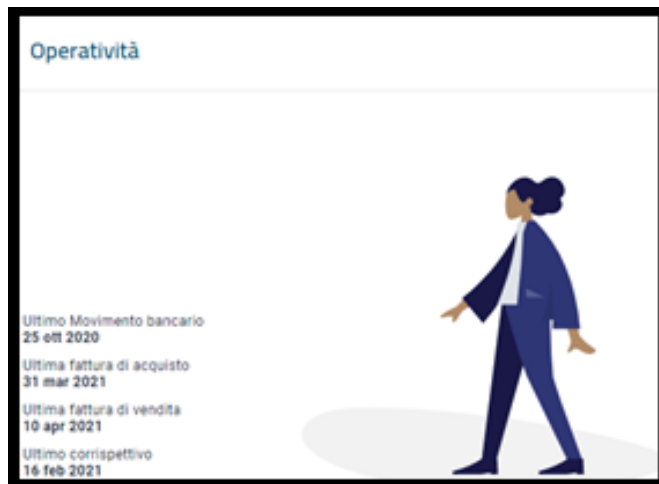 Operatività
Ultimo Movimento bancario
25 ott 2020
Ultima fattura di acquisto
31 mar 2021
Ultima fattura di vendita
10 apr 2021
Ultimo corrispettivo
16 feb 2021